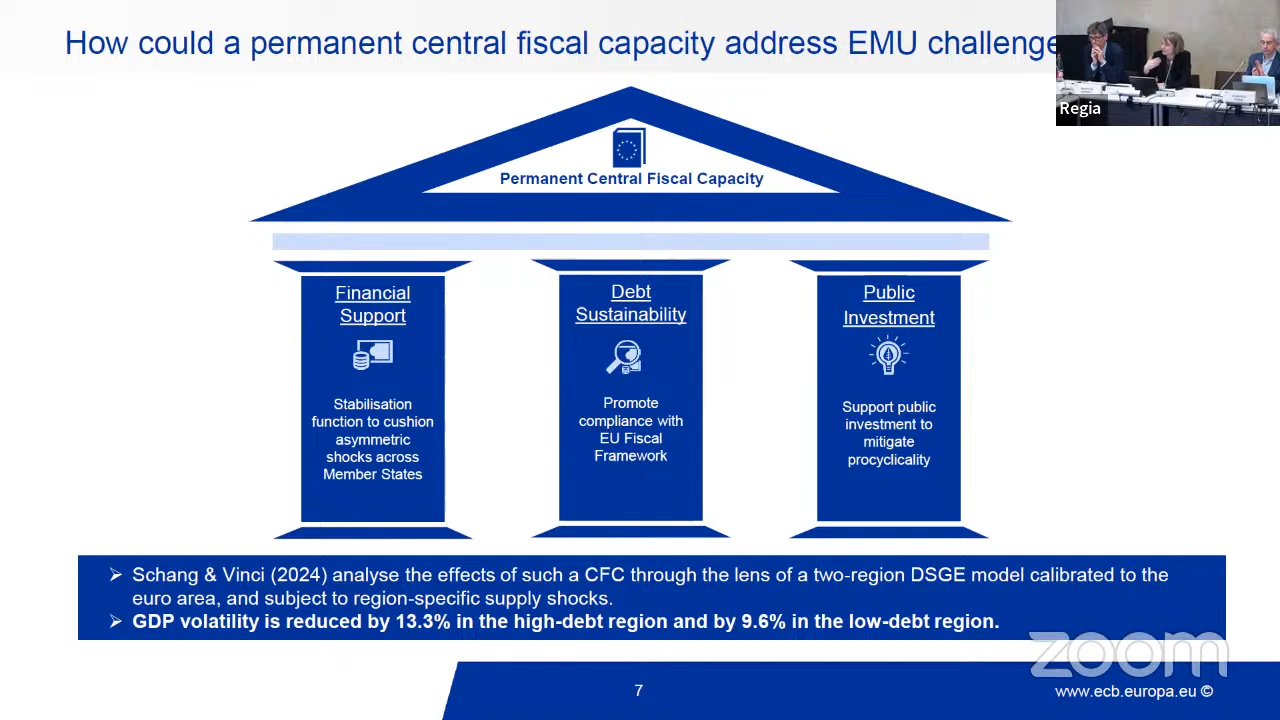 How could a permanent central fiscal capacity address EMU challenge
Regia
Permanent Central Fiscal Capacity
Financial
Support
Stabilisation
function to cushion
asymmetric
shocks across
Member States
Debt
Sustainability
Promote
compliance with
EU Fiscal
Framework
Public
Investment
Support public
investment to
mitigate
procyclicality
➢ Schang & Vinci (2024) analyse the effects of such a CFC through the lens of a two-region DSGE model calibrated to the
euro area, and subject to region-specific supply shocks.
➢ GDP volatility is reduced by 13.3% in the high-debt region and by 9.6% in the low-debt region.
zoom
7
www.ecb.europa.eu ©